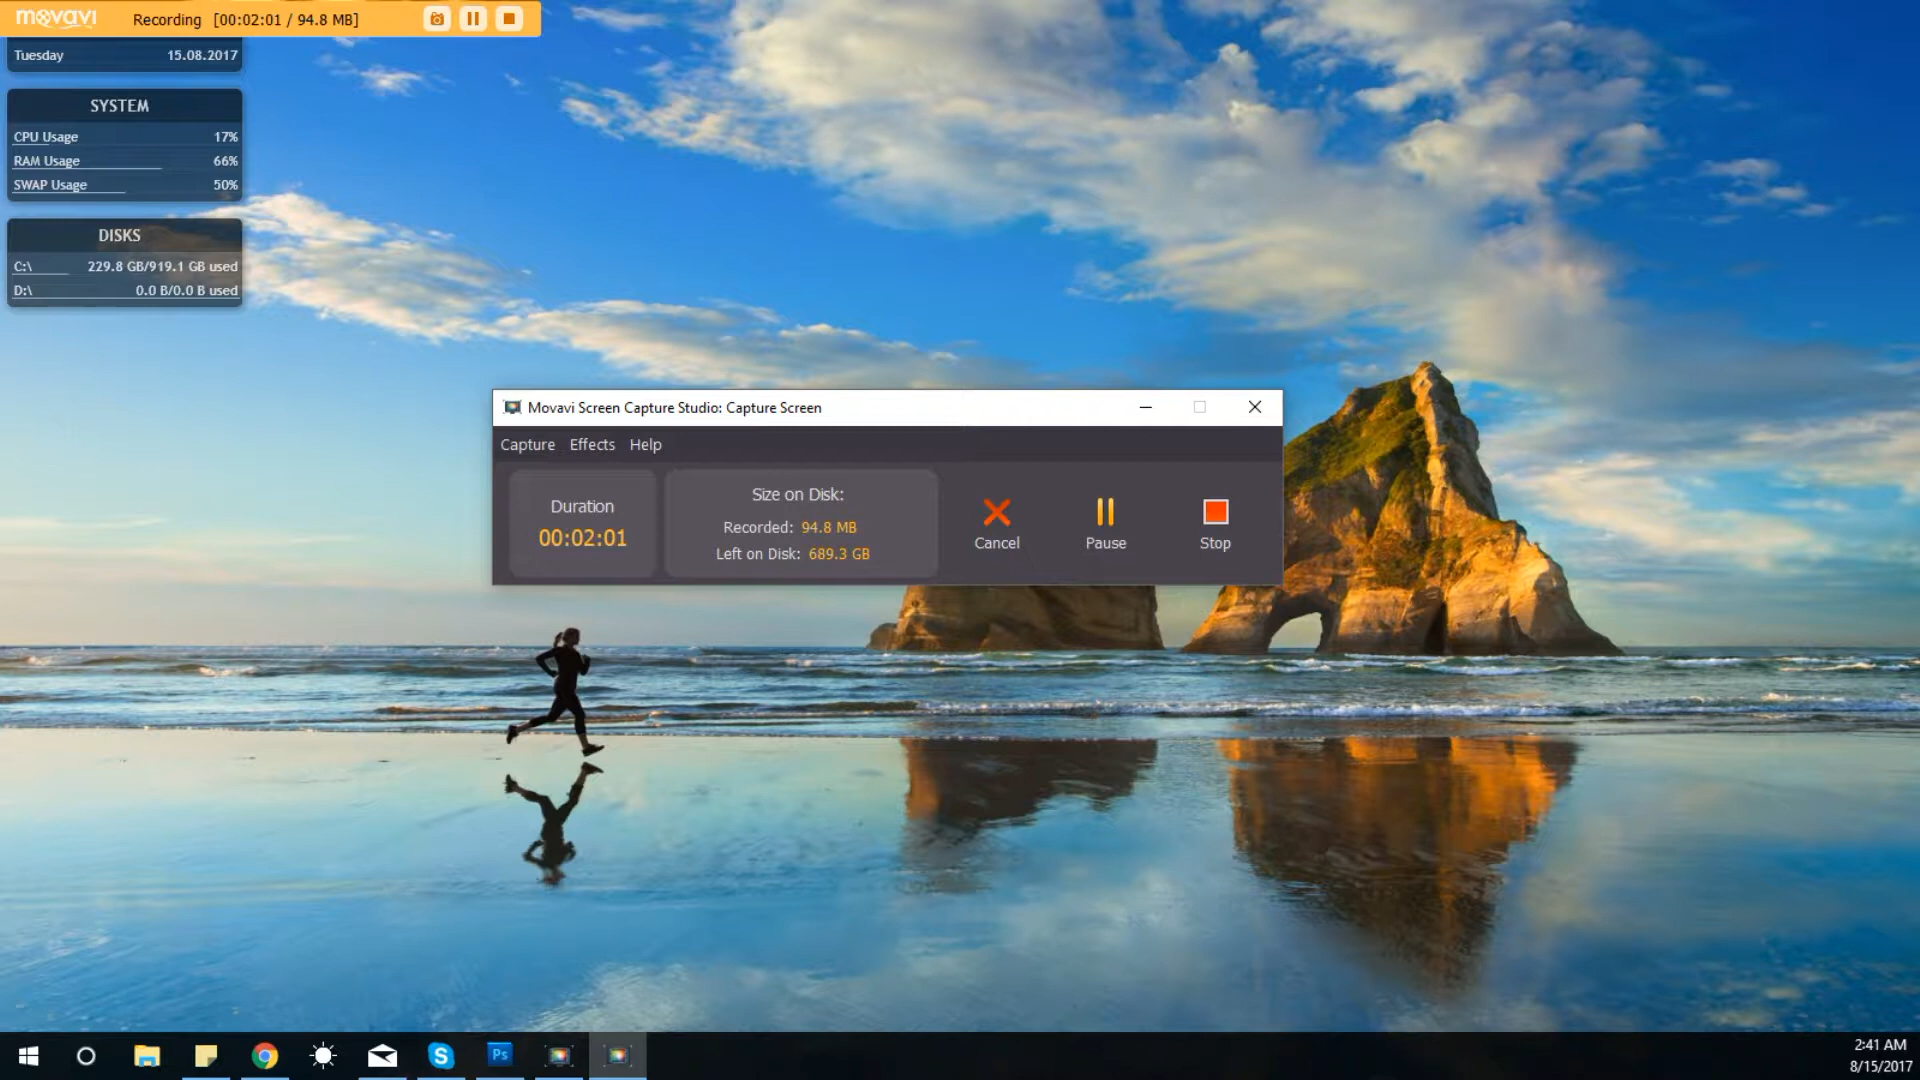 movavi Recording [00:02:01 / 94.8 MB]
Tuesday 15.08.2017
SYSTEM
CPU Usage 17%
RAM Usage 66%
SWAP Usage 50%
DISKS
C:\ 229.8 GB/919.1 GB used
D:\ 0.0 B/0.0 B used
Movavi Screen Capture Studio: Capture Screen
Capture Effects Help
Duration
00:02:01
Size on Disk:
Recorded: 94.8 MB
Left on Disk: 689.3 GB
Cancel
Pause
Stop
S
Ps
2:41 AM
8/15/2017